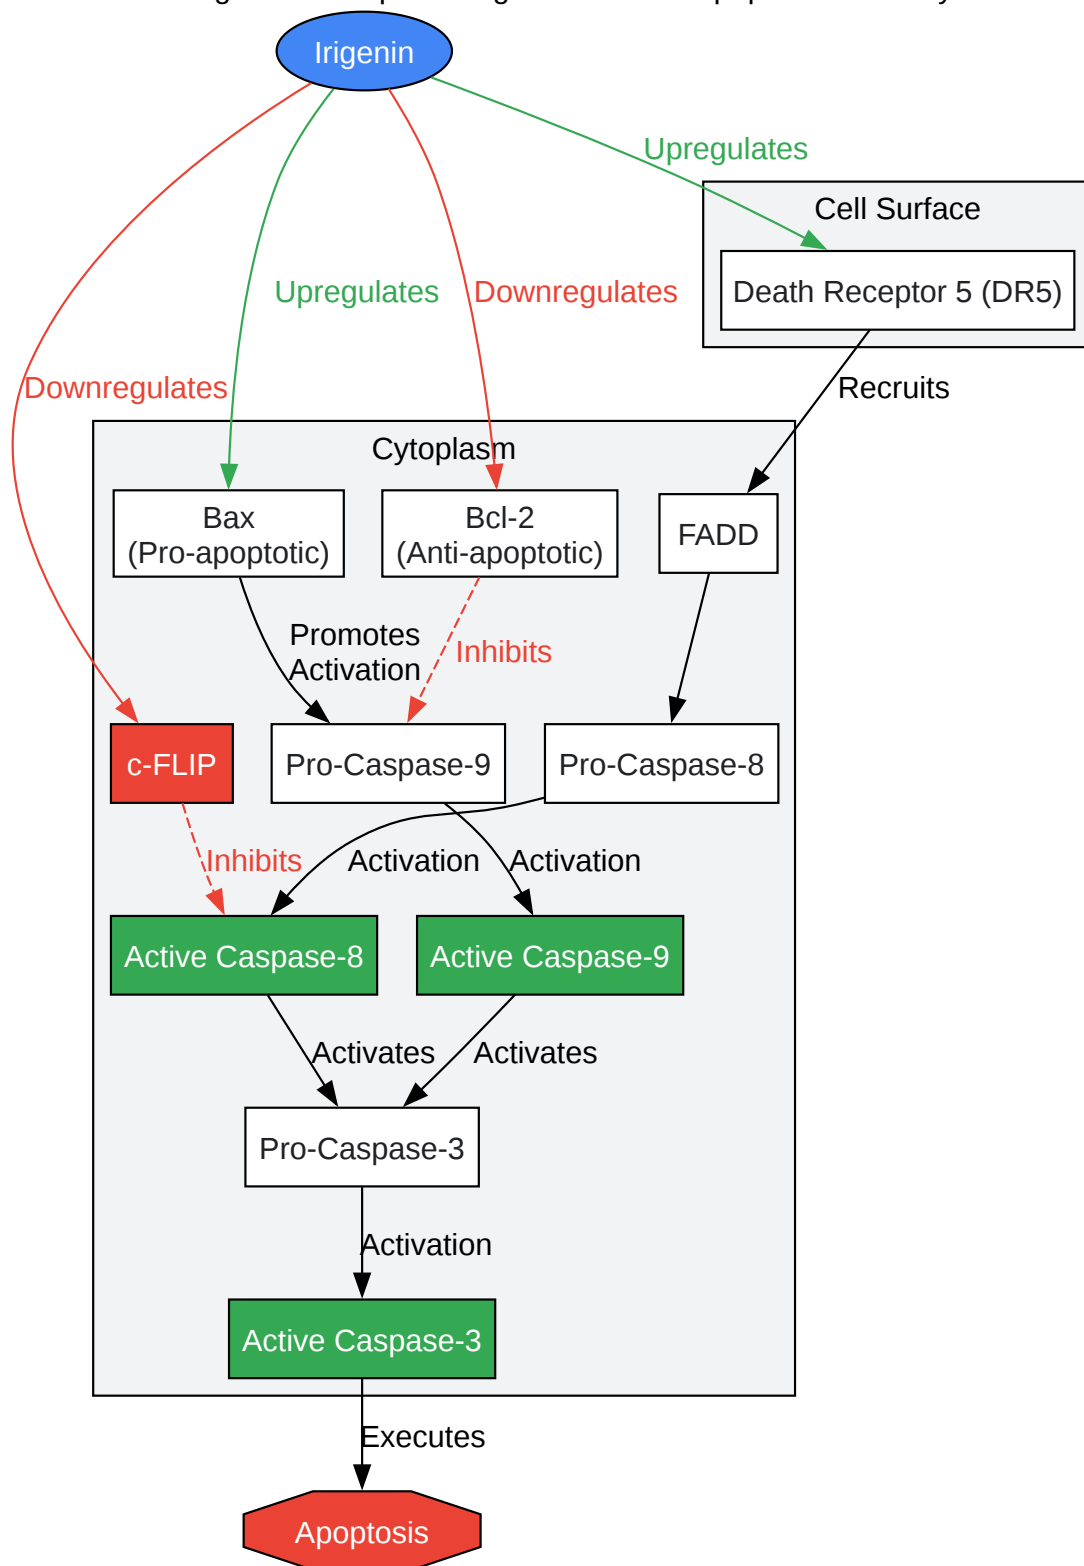 Irigenin
Upregulates
Cell Surface
Death Receptor 5 (DR5)
Upregulates
Downregulates
Downregulates
Recruits
Cytoplasm
Bax
(Pro-apoptotic)
Bcl-2
(Anti-apoptotic)
FADD
Promotes
Activation
Inhibits
c-FLIP
Pro-Caspase-9
Pro-Caspase-8
Inhibits
Activation
Activation
Active Caspase-8
Active Caspase-9
Activates
Activates
Pro-Caspase-3
Activation
Active Caspase-3
Executes
Apoptosis